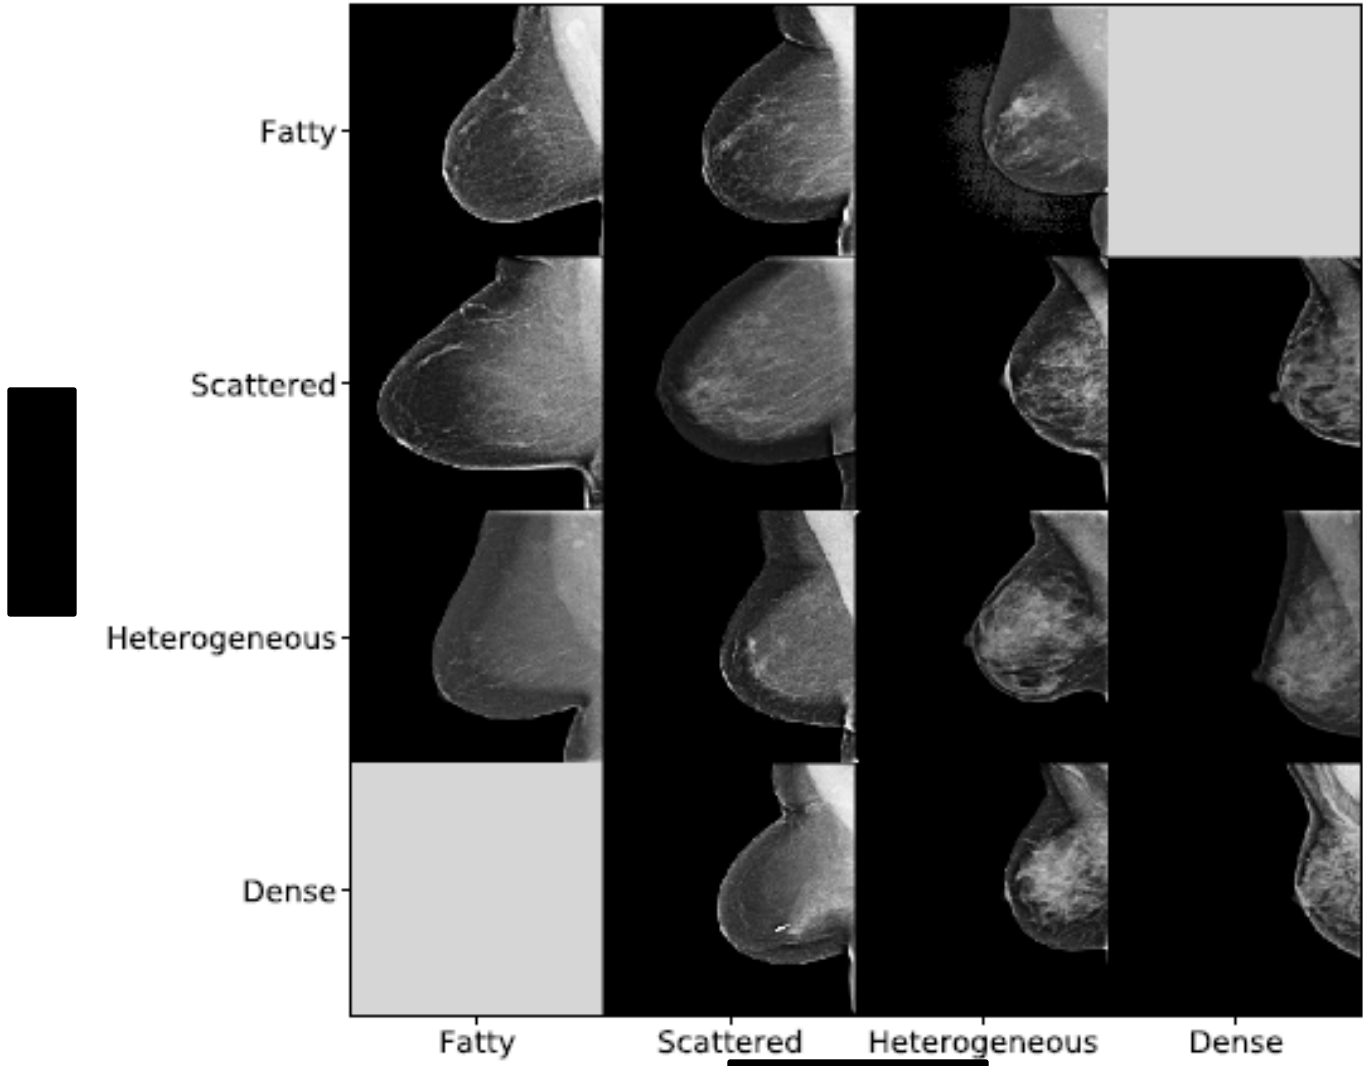 Fatty
Scattered
Heterogeneous
Dense
Fatty Scattered Heterogeneous Dense